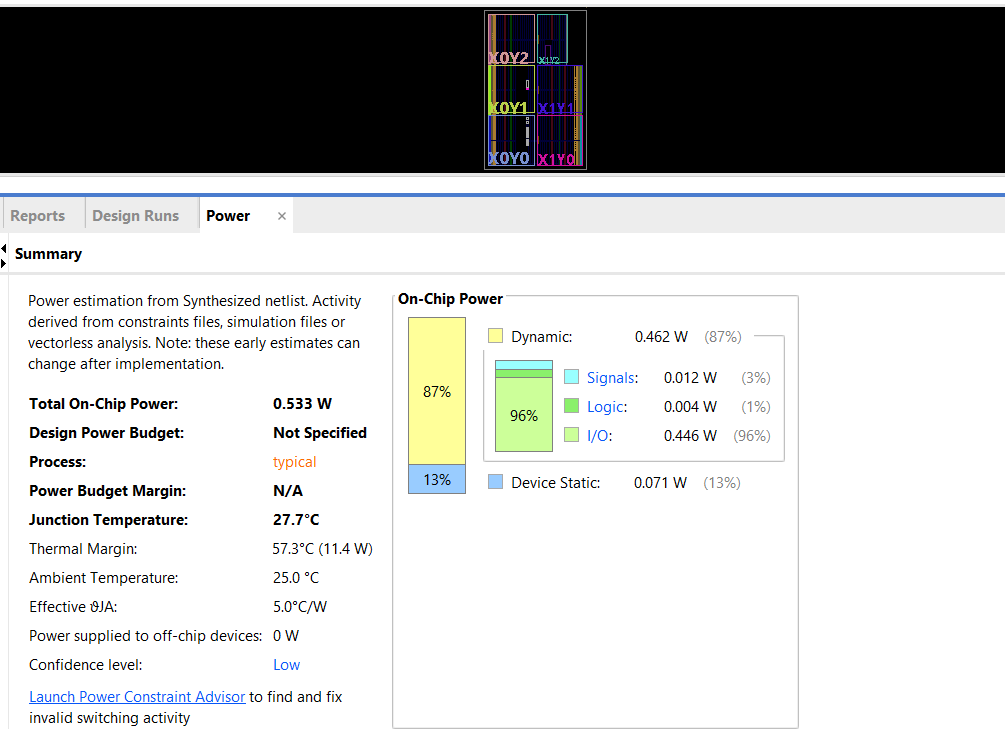 X0Y2 X1Y2
X0Y1 X1Y1
X0Y0 X1Y0
Reports Design Runs Power ×
Summary
Power estimation from Synthesized netlist. Activity
derived from constraints files, simulation files or
vectorless analysis. Note: these early estimates can
change after implementation.
Total On-Chip Power: 0.533 W
Design Power Budget: Not Specified
Process: typical
Power Budget Margin: N/A
Junction Temperature: 27.7°C
Thermal Margin: 57.3°C (11.4 W)
Ambient Temperature: 25.0 °C
Effective ϑJA: 5.0°C/W
Power supplied to off-chip devices: 0 W
Confidence level: Low
Launch Power Constraint Advisor to find and fix
invalid switching activity
On-Chip Power
87%
13%
Dynamic: 0.462 W (87%)
96%
Signals: 0.012 W (3%)
Logic: 0.004 W (1%)
I/O: 0.446 W (96%)
Device Static: 0.071 W (13%)